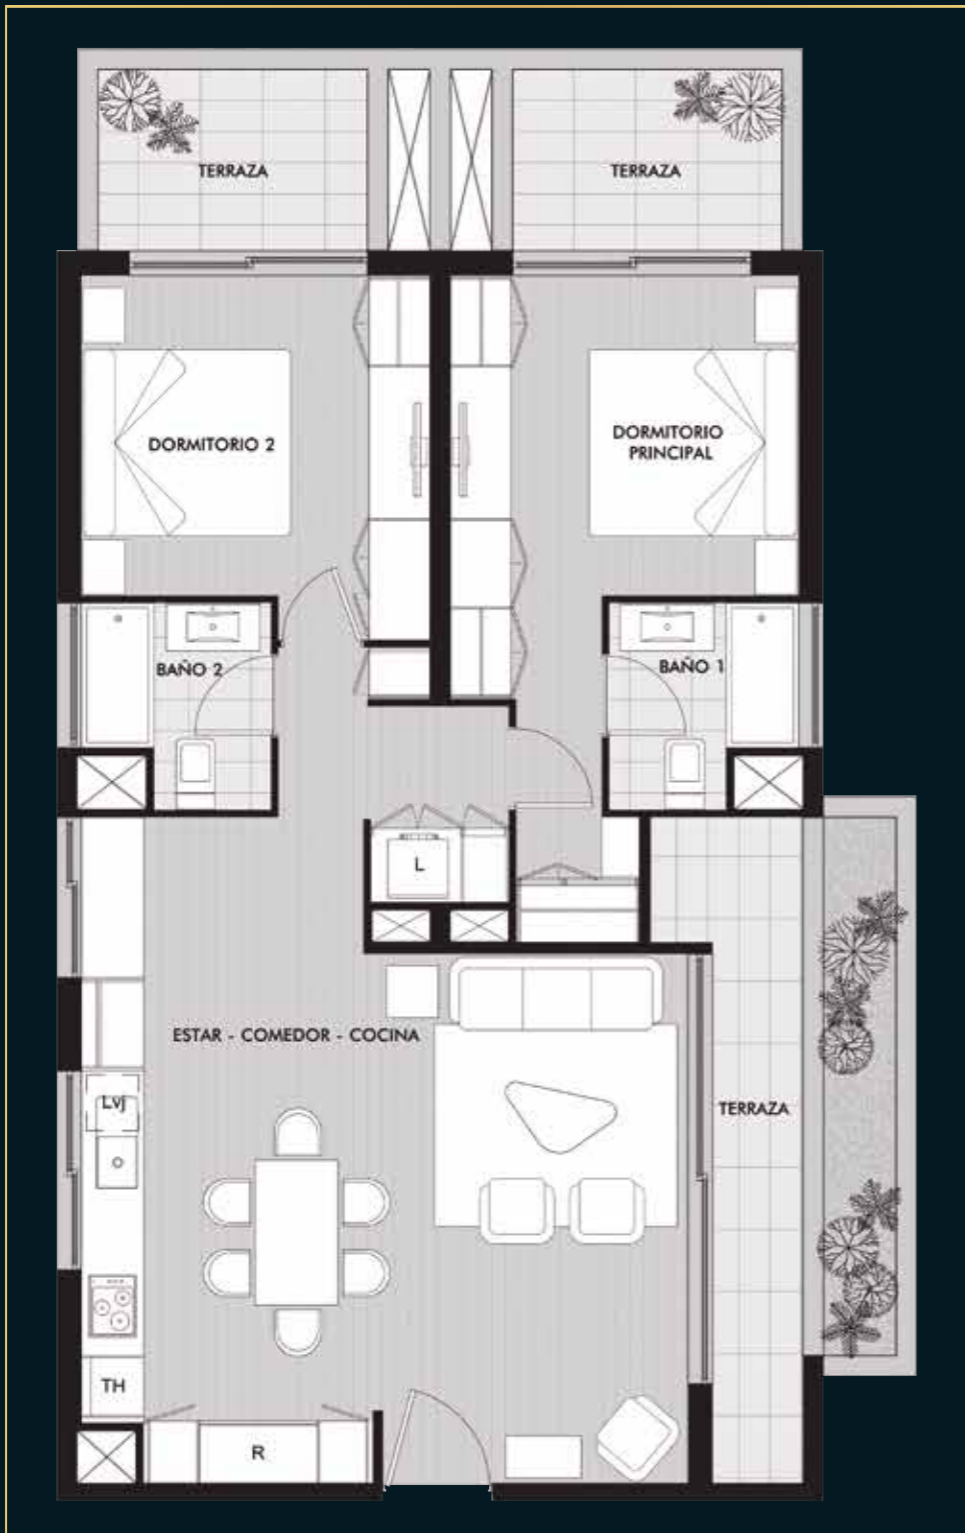 TERRAZA
TERRAZA
DORMITORIO 2
DORMITORIO
PRINCIPAL
BAÑO 2
BAÑO 1
L
ESTAR - COMEDOR - COCINA
Lvj
TERRAZA
TH
R